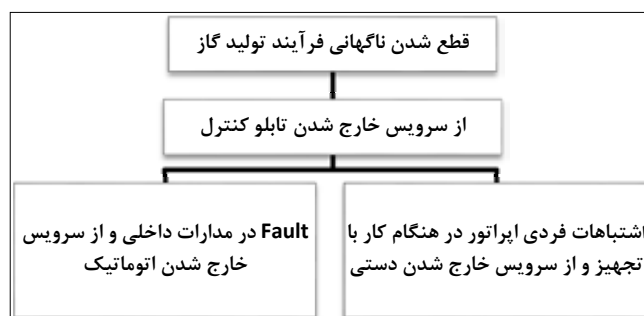 قطع شدن ناگهانی فرآیند تولید گاز
از سرویس خارج شدن تابلو کنترل
اشتباهات فردی اپراتور در هنگام کار با
تجهیز و از سرویس خارج شدن دستی
Fault در مدارات داخلی و از سرویس
خارج شدن اتوماتیک